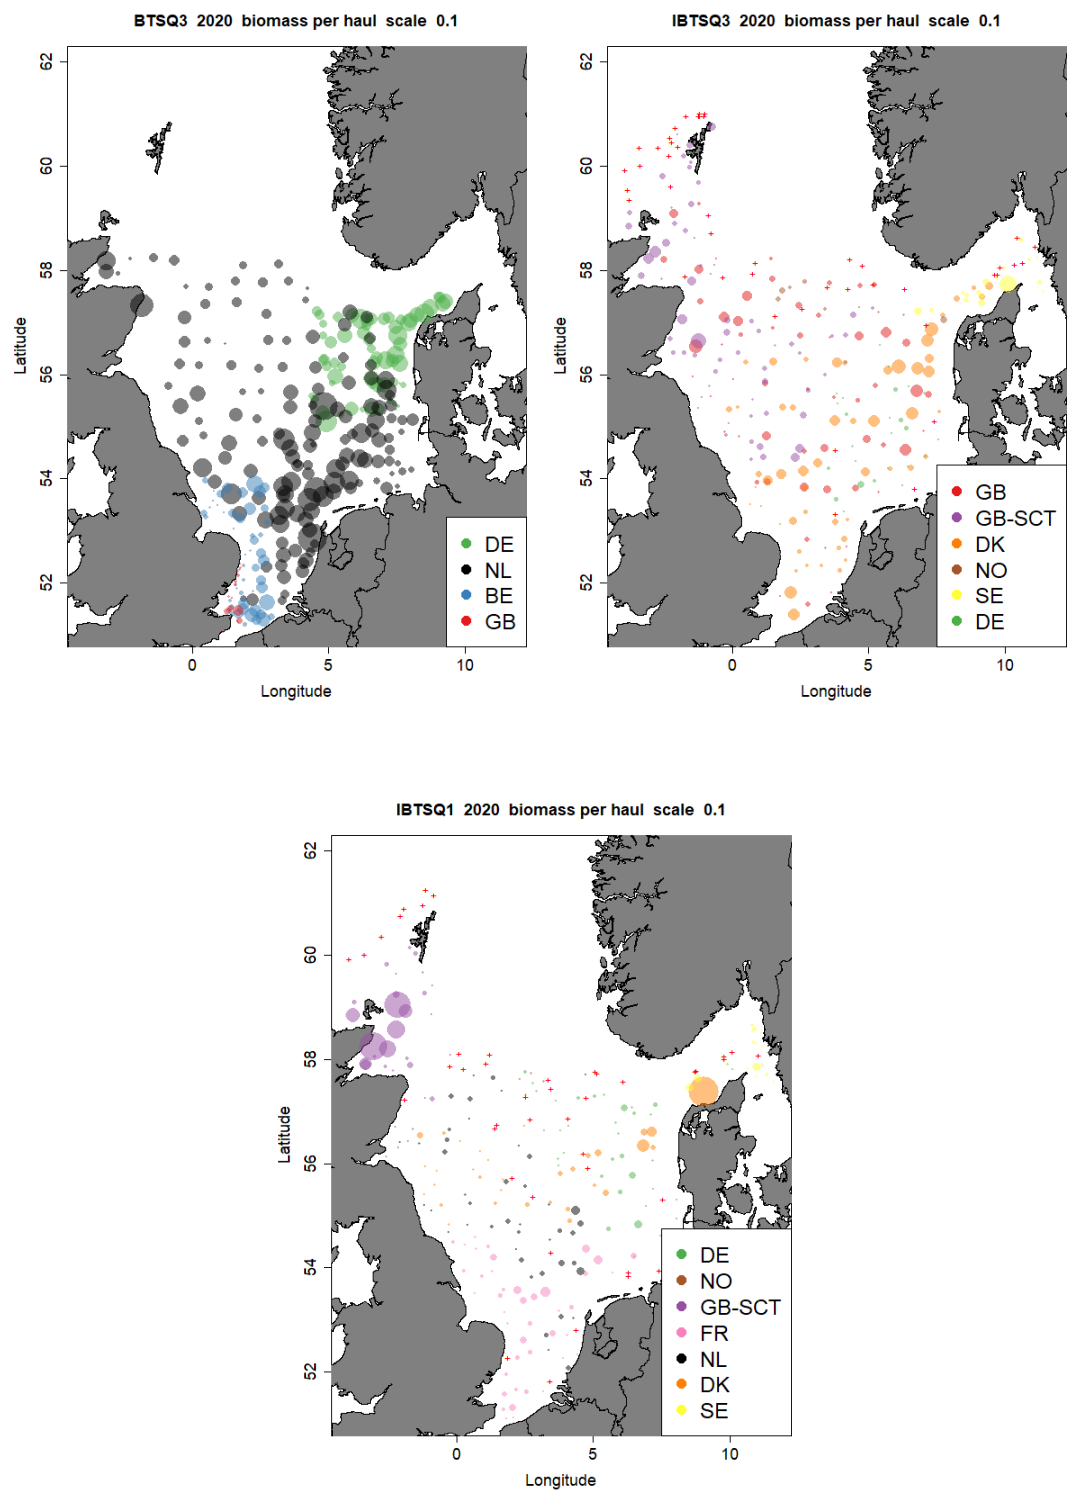 BTSQ3 2020 biomass per haul scale 0.1
62
60
58
56
54
52
Latitude
0
5
10
Longitude
DE
NL
BE
GB
IBTSQ3 2020 biomass per haul scale 0.1
62
60
58
56
54
52
Latitude
0
5
10
Longitude
GB
GB-SCT
DK
NO
SE
DE
IBTSQ1 2020 biomass per haul scale 0.1
62
60
58
56
54
52
Latitude
0
5
10
Longitude
DE
NO
GB-SCT
FR
NL
DK
SE